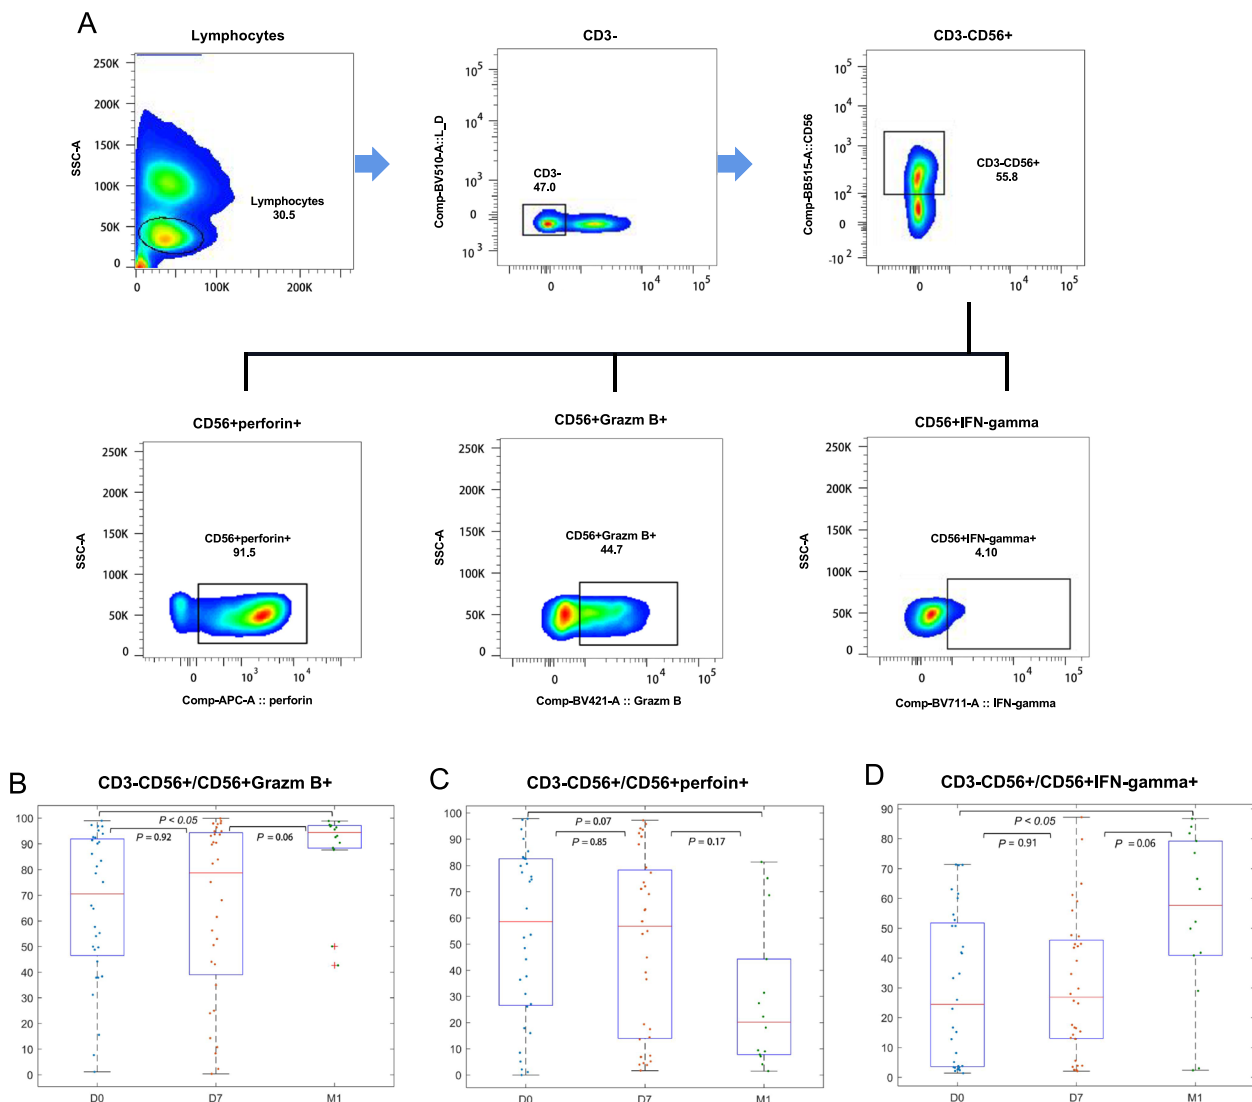 A
Lymphocytes
CD3-
CD3-CD56+
250K
200K
150K
100K
50K
0
SSC-A
Lymphocytes
30.5
0
100K
200K
10^5
10^4
10^3
0
10^3
Comp-BV510-A::L_D
CD3-
47.0
0
10^4
10^5
10^5
10^4
10^3
10^2
0
-10^2
Comp-BB515-A::CD56
CD3-CD56+
55.8
0
10^4
10^5
CD56+perforin+
CD56+Grazm B+
CD56+IFN-gamma
250K
200K
150K
100K
50K
0
SSC-A
CD56+perforin+
91.5
0
10^3
10^4
Comp-APC-A :: perforin
250K
200K
150K
100K
50K
0
SSC-A
CD56+Grazm B+
44.7
0
10^4
10^5
Comp-BV421-A :: Grazm B
250K
200K
150K
100K
50K
0
SSC-A
CD56+IFN-gamma+
4.10
0
10^4
10^5
Comp-BV711-A :: IFN-gamma
B
CD3-CD56+/CD56+Grazm B+
100
90
80
70
60
50
40
30
20
10
0
P < 0.05
P = 0.92
P = 0.06
D0
D7
M1
C
CD3-CD56+/CD56+perfoin+
100
90
80
70
60
50
40
30
20
10
0
P = 0.07
P = 0.85
P = 0.17
D0
D7
M1
D
CD3-CD56+/CD56+IFN-gamma+
90
80
70
60
50
40
30
20
10
0
P < 0.05
P = 0.91
P = 0.06
D0
D7
M1